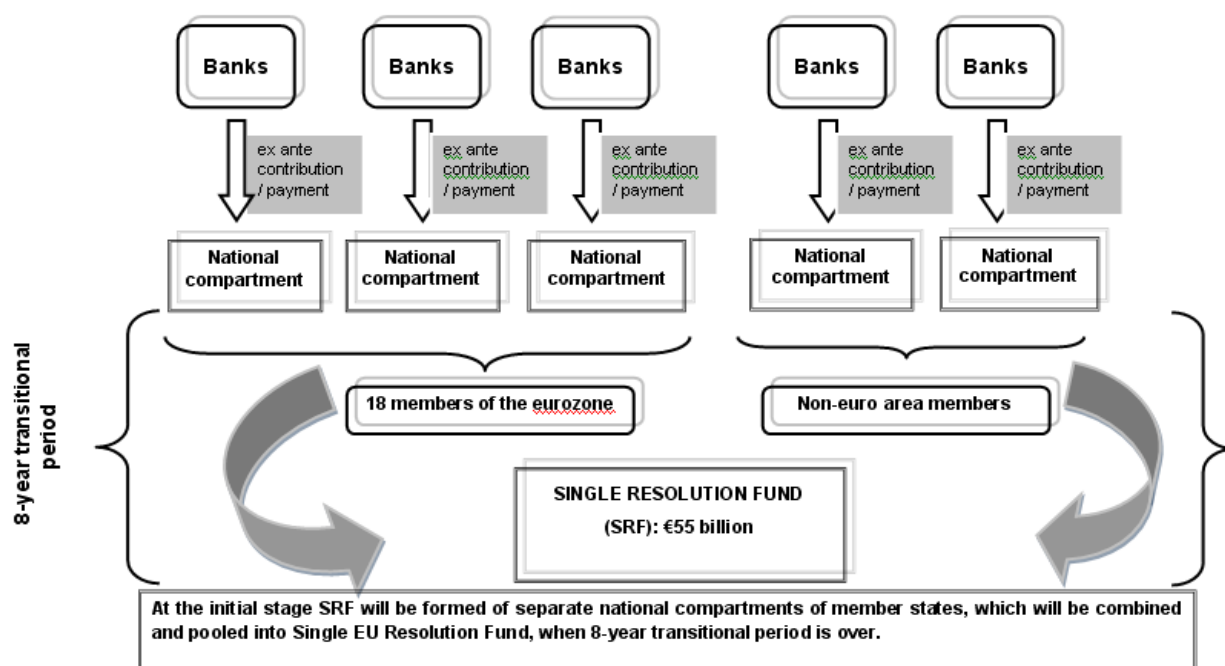 Banks
Banks
Banks
Banks
Banks
ex ante
contribution
/ payment
ex ante
contribution
/ payment
ex ante
contribution
/ payment
ex ante
contribution
/ payment
ex ante
contribution
/ payment
National
compartment
National
compartment
National
compartment
National
compartment
National
compartment
8-year transitional
period
18 members of the eurozone
Non-euro area members
SINGLE RESOLUTION FUND
(SRF): €55 billion
At the initial stage SRF will be formed of separate national compartments of member states, which will be combined
and pooled into Single EU Resolution Fund, when 8-year transitional period is over.